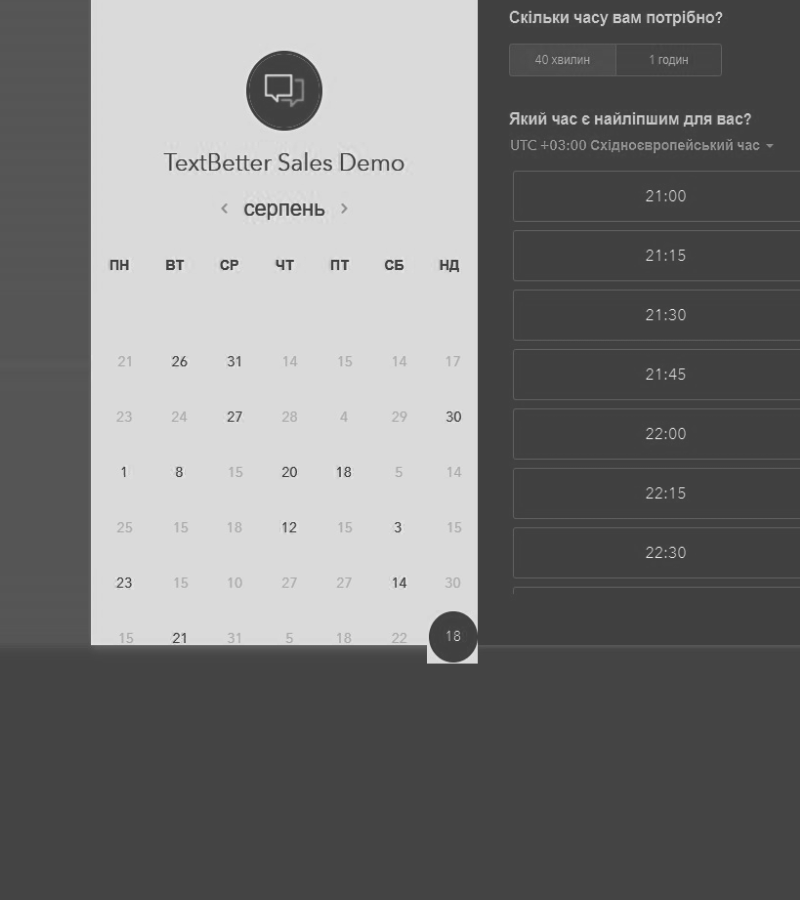 TextBetter Sales Demo
серпень
ПН ВТ СР ЧТ ПТ СБ НД
21 26 31 14 15 14 17
23 24 27 28 4 29 30
1 8 15 20 18 5 14
25 15 18 12 15 3 15
23 15 10 27 27 14 30
15 21 31 5 18 22 18
Скільки часу вам потрібно?
40 хвилин 1 годин
Який час є найліпшим для вас?
UTC +03:00 Східноєвропейський час
21:00
21:15
21:30
21:45
22:00
22:15
22:30